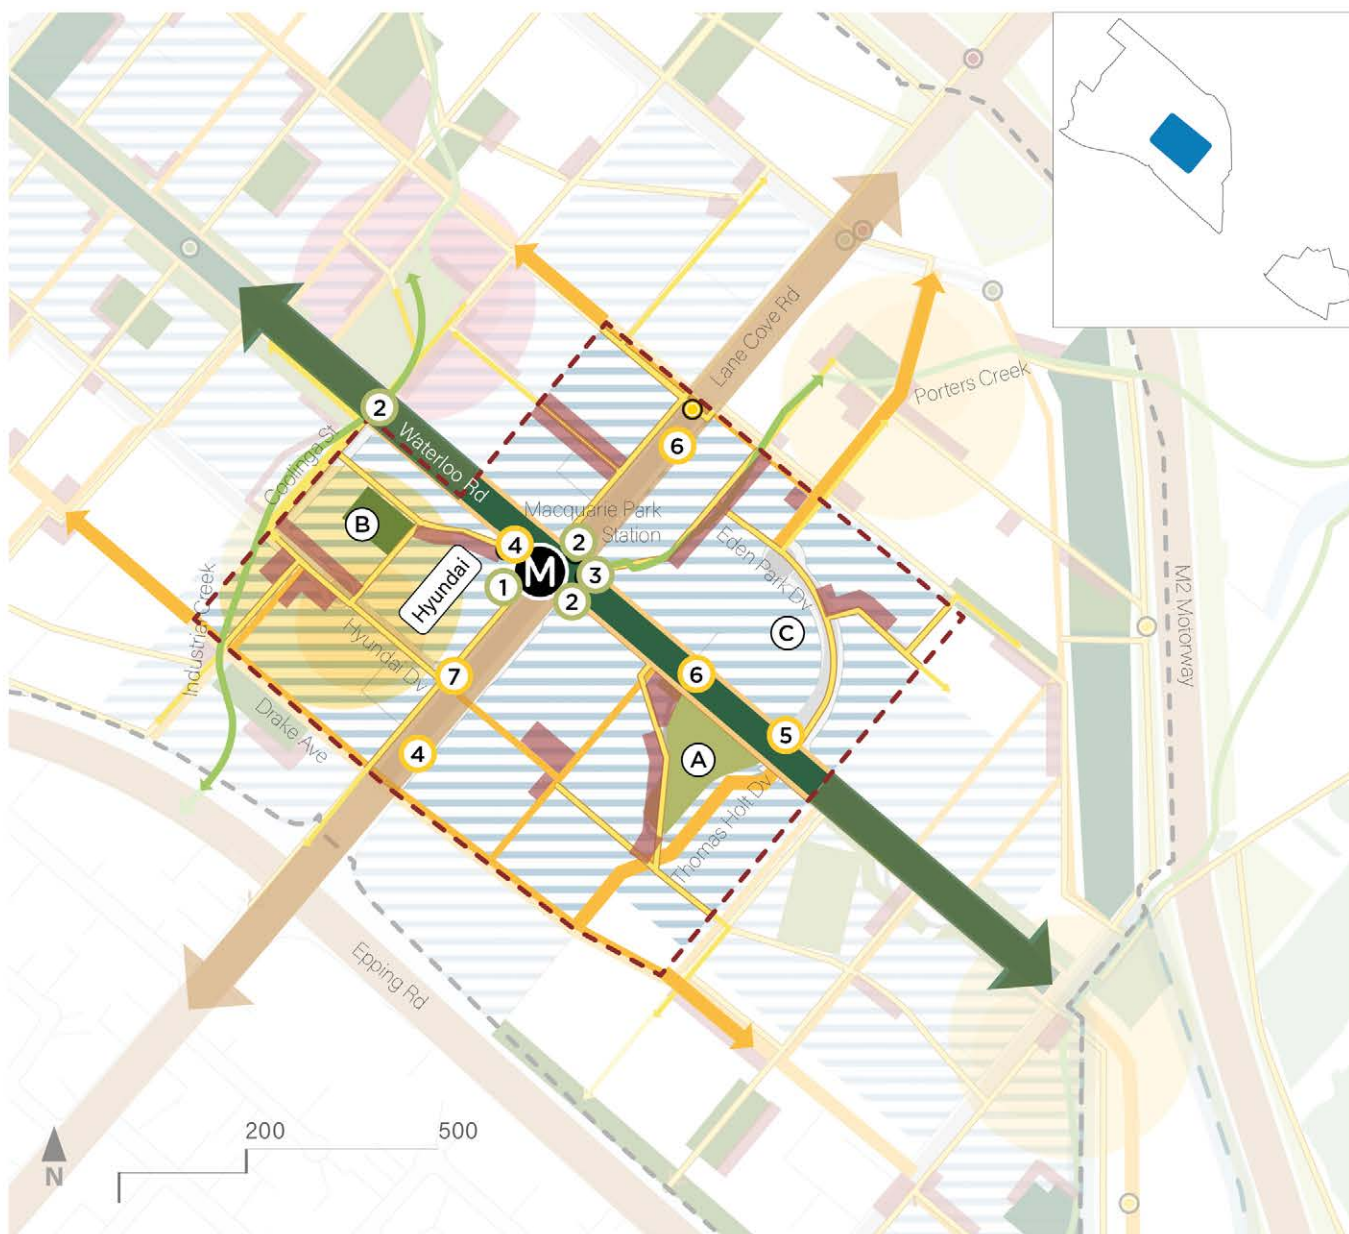 Lane Cove Rd
Porters Creek
2
Waterloo Rd
6
Coolinga St
Macquarie Park
Station
B
4
2
M
Hyundai
1
3
2
Eden Park Dv
C
M2 Motorway
Industrial Creek
Hyundai Dv
7
6
Drake Ave
4
5
A
Thomas Holt Dv
Epping Rd
200
500
N